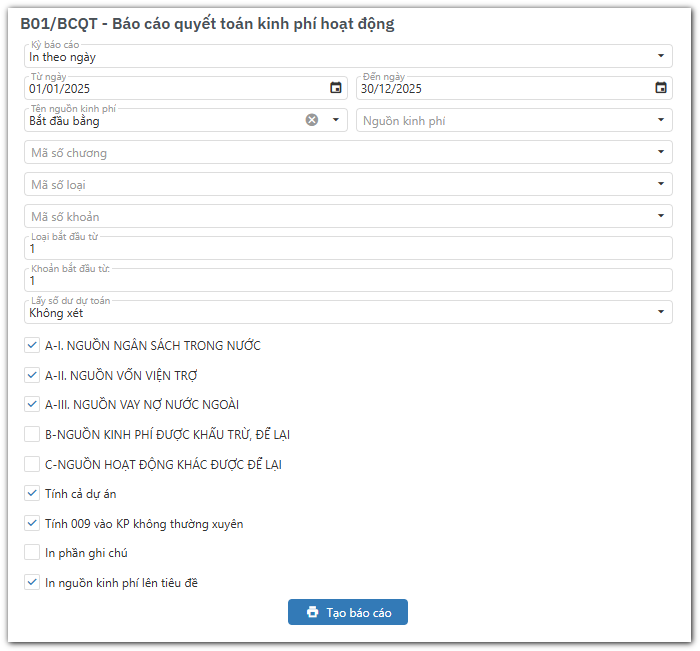 B01/BCQT - Báo cáo quyết toán kinh phí hoạt động
Kỳ báo cáo
In theo ngày
Từ ngày
01/01/2025
Đến ngày
30/12/2025
Tên nguồn kinh phí
Bắt đầu bằng
Nguồn kinh phí
Mã số chương
Mã số loại
Mã số khoản
Loại bắt đầu từ
1
Khoản bắt đầu từ:
1
Lấy số dư dự toán
Không xét
A-I. NGUỒN NGÂN SÁCH TRONG NƯỚC
A-II. NGUỒN VỐN VIỆN TRỢ
A-III. NGUỒN VAY NỢ NƯỚC NGOÀI
B-NGUỒN KINH PHÍ ĐƯỢC KHẤU TRỪ, ĐỂ LẠI
C-NGUỒN HOẠT ĐỘNG KHÁC ĐƯỢC ĐỂ LẠI
Tính cả dự án
Tính 009 vào KP không thường xuyên
In phần ghi chú
In nguồn kinh phí lên tiêu đề
Tạo báo cáo